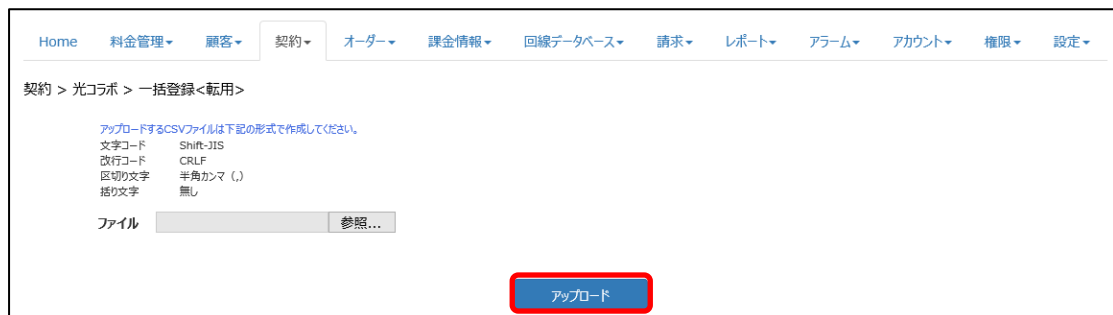 Home 料金管理▾ 顧客▾ 契約▾ オーダー▾ 課金情報▾ 回線データベース▾ 請求▾ レポート▾ アラーム▾ アカウント▾ 権限▾ 設定▾
契約 > 光コラボ > 一括登録<転用>
アップロードするCSVファイルは下記の形式で作成してください。
文字コード Shift-JIS
改行コード CRLF
区切り文字 半角カンマ (,)
括り文字 無し
ファイル 参照...
アップロード